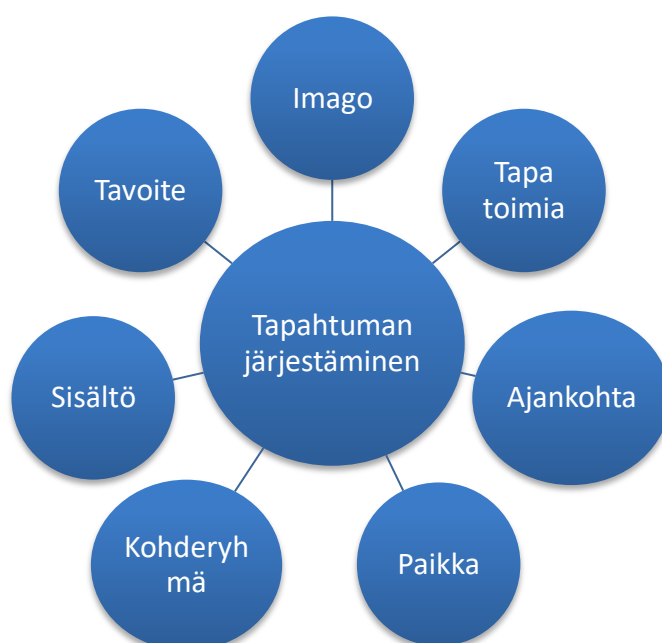 Imago
Tapa
toimia
Tavoite
Tapahtuman
järjestäminen
Ajankohta
Sisältö
Kohderyh
mä
Paikka